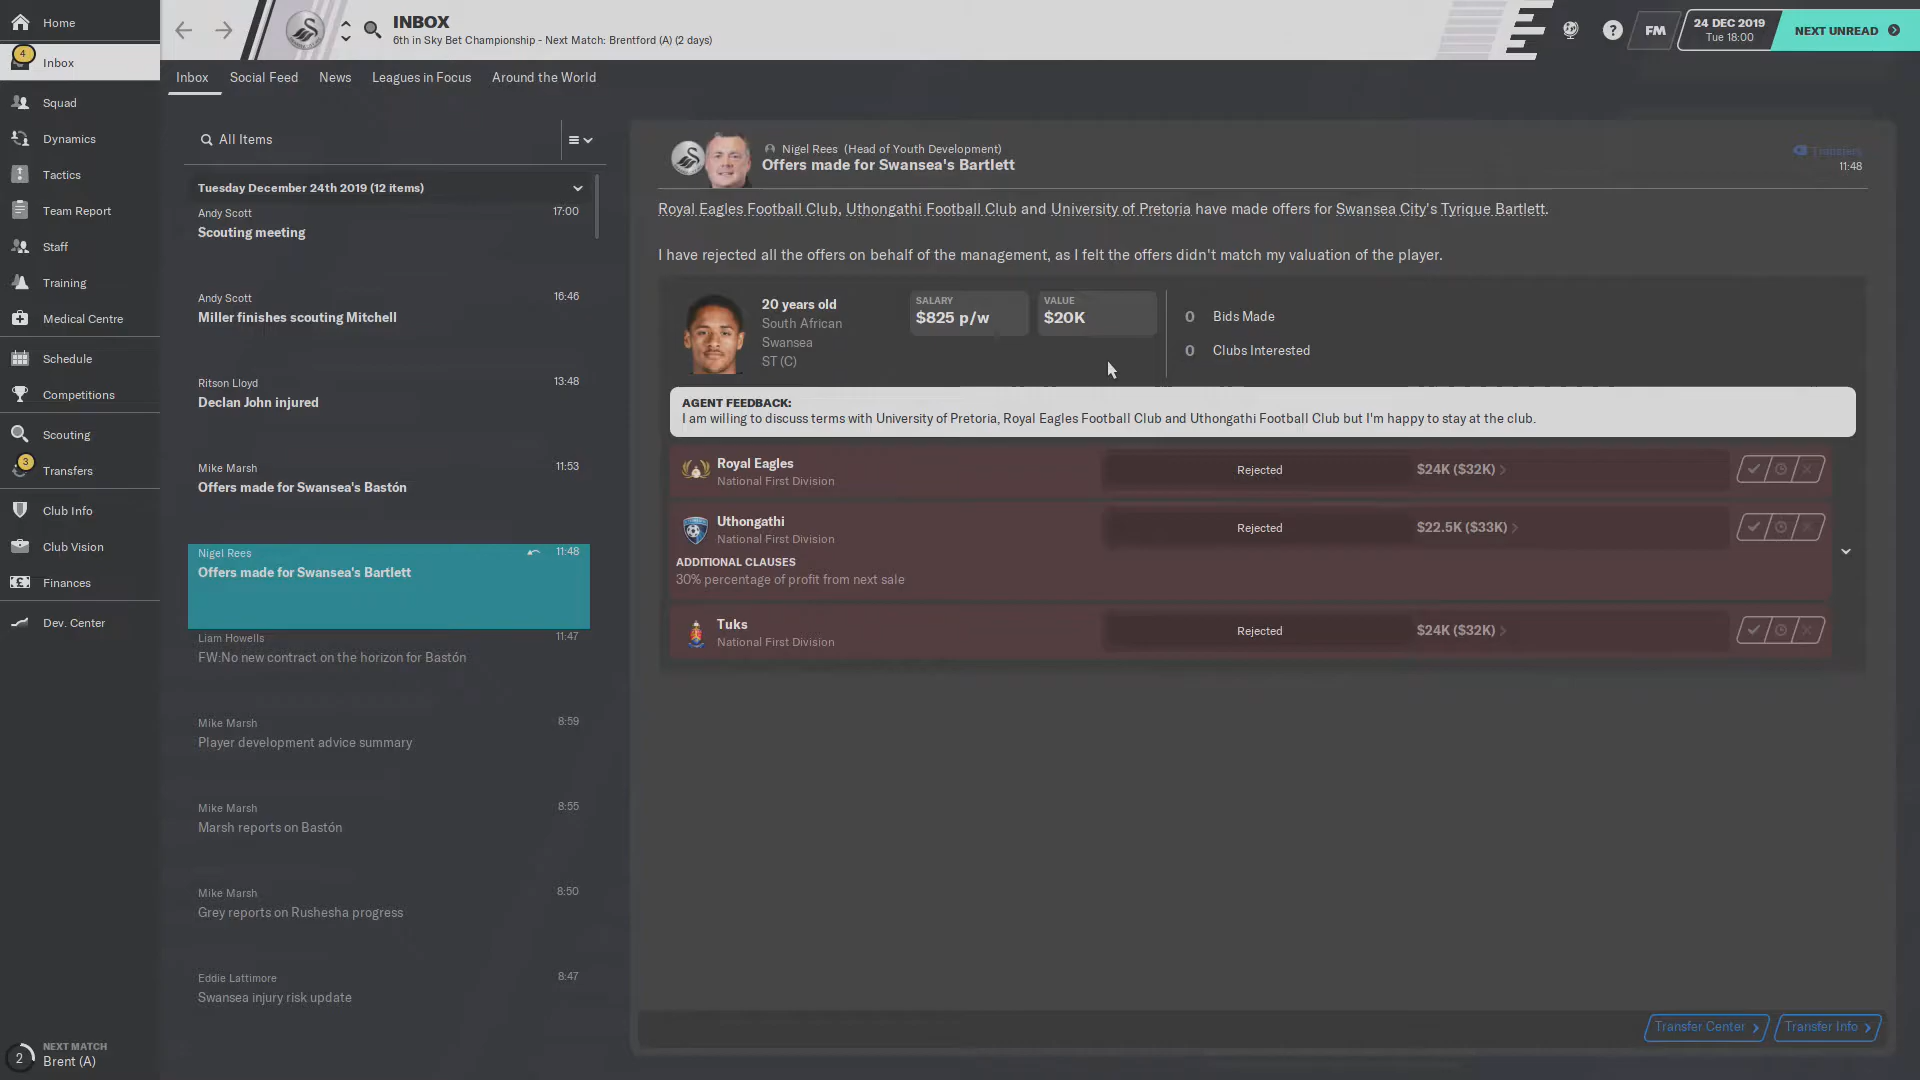 Home
4
Inbox
Squad
Dynamics
Tactics
Team Report
Staff
Training
Medical Centre
Schedule
Competitions
Scouting
3
Transfers
Club Info
Club Vision
Finances
Dev. Center
2
NEXT MATCH
Brent (A)
INBOX
6th in Sky Bet Championship - Next Match: Brentford (A) (2 days)
?
FM
24 DEC 2019
Tue 18:00
NEXT UNREAD
Inbox
Social Feed
News
Leagues in Focus
Around the World
All Items
Tuesday December 24th 2019 (12 items)
Andy Scott 17:00
Scouting meeting
Andy Scott 16:46
Miller finishes scouting Mitchell
Ritson Lloyd 13:48
Declan John injured
Mike Marsh 11:53
Offers made for Swansea's Bastón
Nigel Rees 11:48
Offers made for Swansea's Bartlett
Liam Howells 11:47
FW:No new contract on the horizon for Bastón
Mike Marsh 8:59
Player development advice summary
Mike Marsh 8:55
Marsh reports on Bastón
Mike Marsh 8:50
Grey reports on Rushesha progress
Eddie Lattimore 8:47
Swansea injury risk update
Nigel Rees (Head of Youth Development)
Offers made for Swansea's Bartlett
Transfers
11:48
Royal Eagles Football Club, Uthongathi Football Club and University of Pretoria have made offers for Swansea City's Tyrique Bartlett.
I have rejected all the offers on behalf of the management, as I felt the offers didn't match my valuation of the player.
20 years old
South African
Swansea
ST (C)
SALARY
$825 p/w
VALUE
$20K
0 Bids Made
0 Clubs Interested
AGENT FEEDBACK:
I am willing to discuss terms with University of Pretoria, Royal Eagles Football Club and Uthongathi Football Club but I'm happy to stay at the club.
Royal Eagles
National First Division
Rejected
$24K ($32K)
Uthongathi
National First Division
Rejected
$22.5K ($33K)
ADDITIONAL CLAUSES
30% percentage of profit from next sale
Tuks
National First Division
Rejected
$24K ($32K)
Transfer Center
Transfer Info